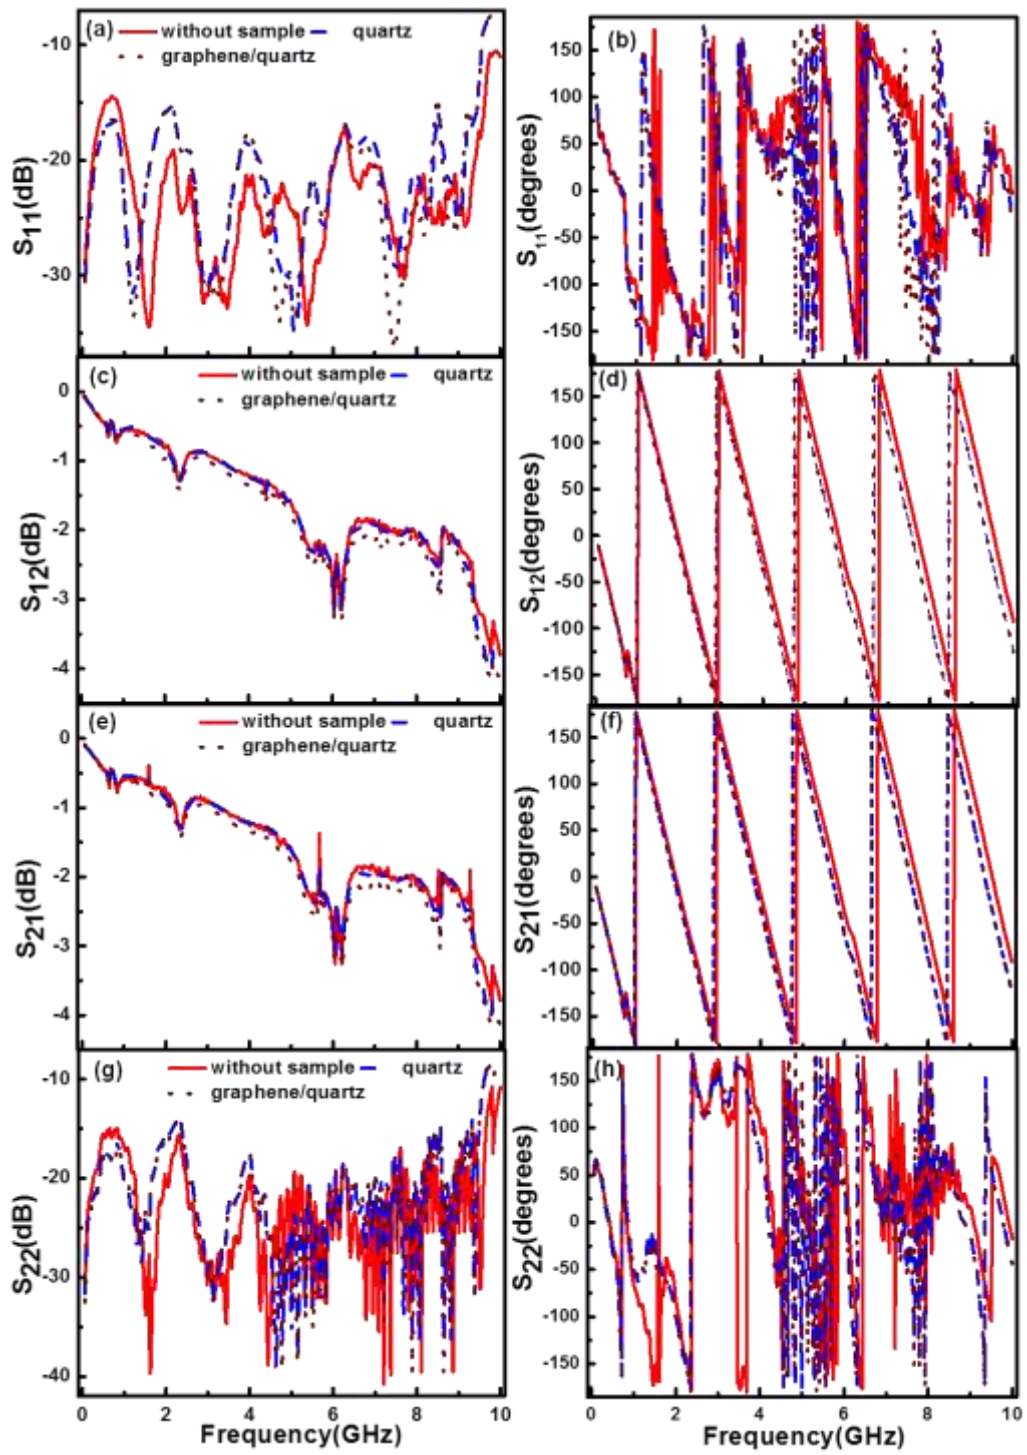 (a) without sample quartz
graphene/quartz
-10
-20
-30
S11(dB)
(b)
150
100
50
0
-50
-100
-150
S11(degrees)
(c) without sample quartz
graphene/quartz
0
-1
-2
-3
-4
S12(dB)
(d)
150
100
50
0
-50
-100
-150
S12(degrees)
(e) without sample quartz
graphene/quartz
0
-1
-2
-3
-4
S21(dB)
(f)
150
100
50
0
-50
-100
-150
S21(degrees)
(g) without sample quartz
graphene/quartz
-10
-20
-30
-40
S22(dB)
0 2 4 6 8 10
Frequency(GHz)
(h)
150
100
50
0
-50
-100
-150
S22(degrees)
0 2 4 6 8 10
Frequency(GHz)